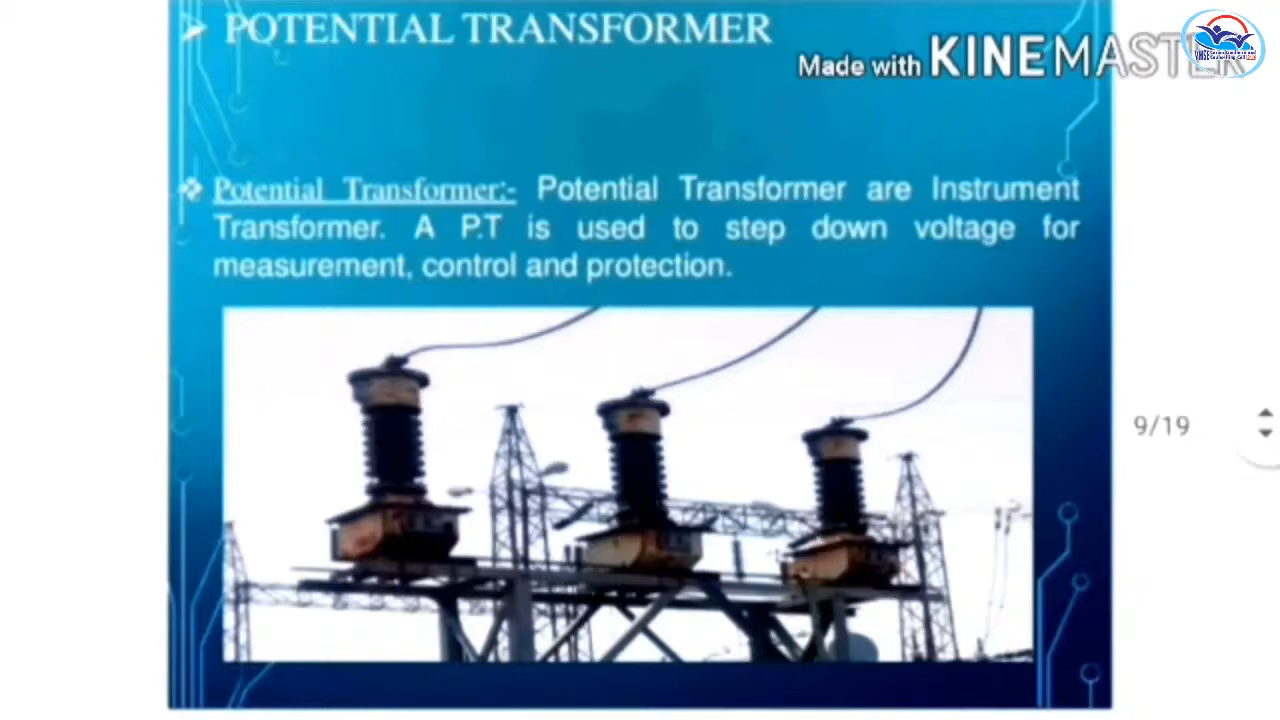 POTENTIAL TRANSFORMER
Made with KINEMASTER
Potential Transformer:- Potential Transformer are Instrument
Transformer. A P.T is used to step down voltage for
measurement, control and protection.
9/19